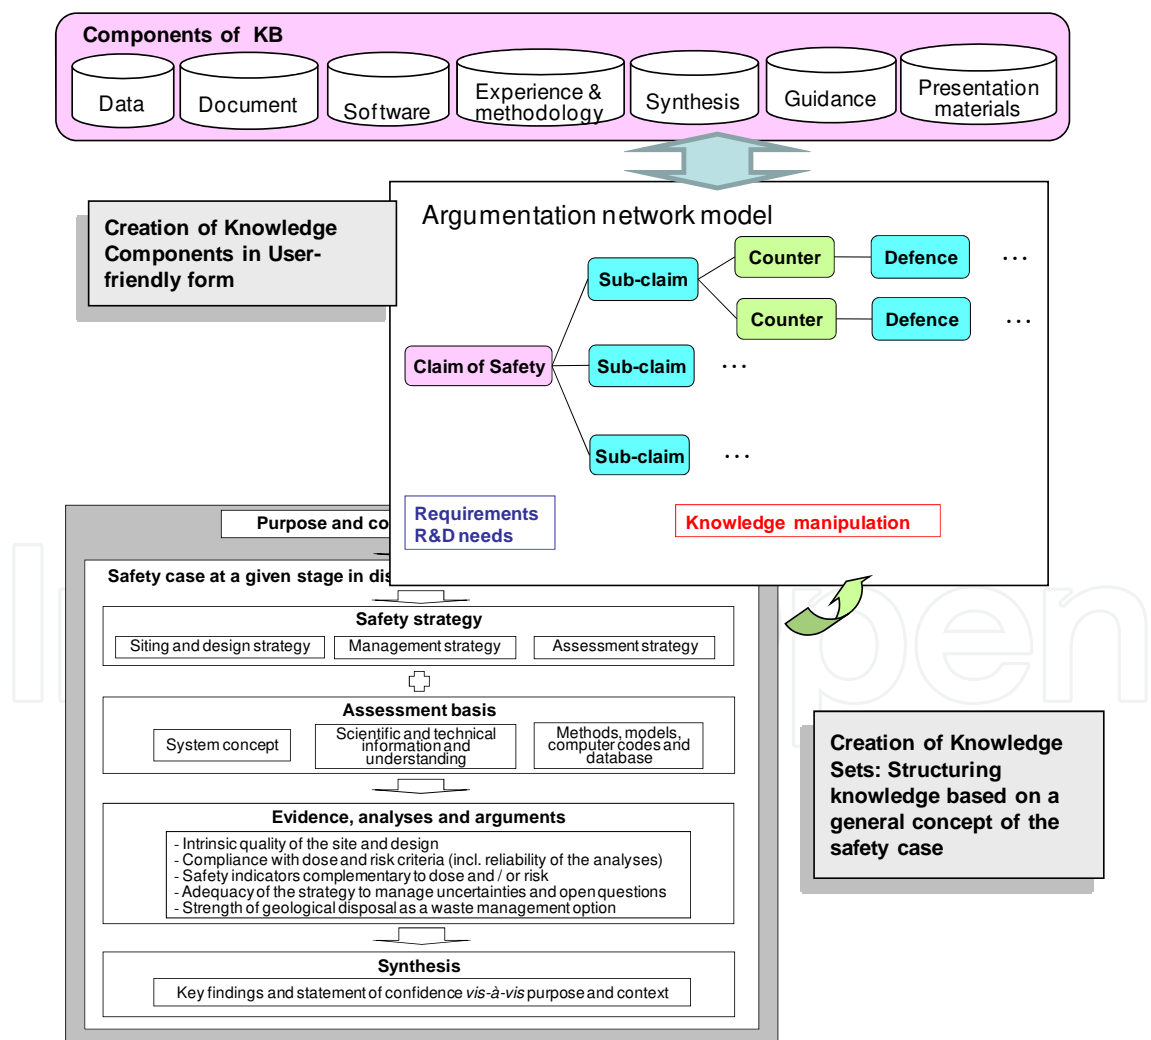 Components of KB
Data
Document
Software
Experience &
methodology
Synthesis
Guidance
Presentation
materials
Creation of Knowledge
Components in User-
friendly form
Argumentation network model
Claim of Safety
Sub-claim
Counter
Defence
...
Counter
Defence
...
Sub-claim
...
Sub-claim
...
Requirements
R&D needs
Knowledge manipulation
Purpose and co
Safety case at a given stage in dis
Safety strategy
Siting and design strategy
Management strategy
Assessment strategy
Assessment basis
System concept
Scientific and technical
information and
understanding
Methods, models,
computer codes and
database
Evidence, analyses and arguments
- Intrinsic quality of the site and design
- Compliance with dose and risk criteria (incl. reliability of the analyses)
- Safety indicators complementary to dose and / or risk
- Adequacy of the strategy to manage uncertainties and open questions
- Strength of geological disposal as a waste management option
Synthesis
Key findings and statement of confidence vis-à-vis purpose and context
Creation of Knowledge
Sets: Structuring
knowledge based on a
general concept of the
safety case